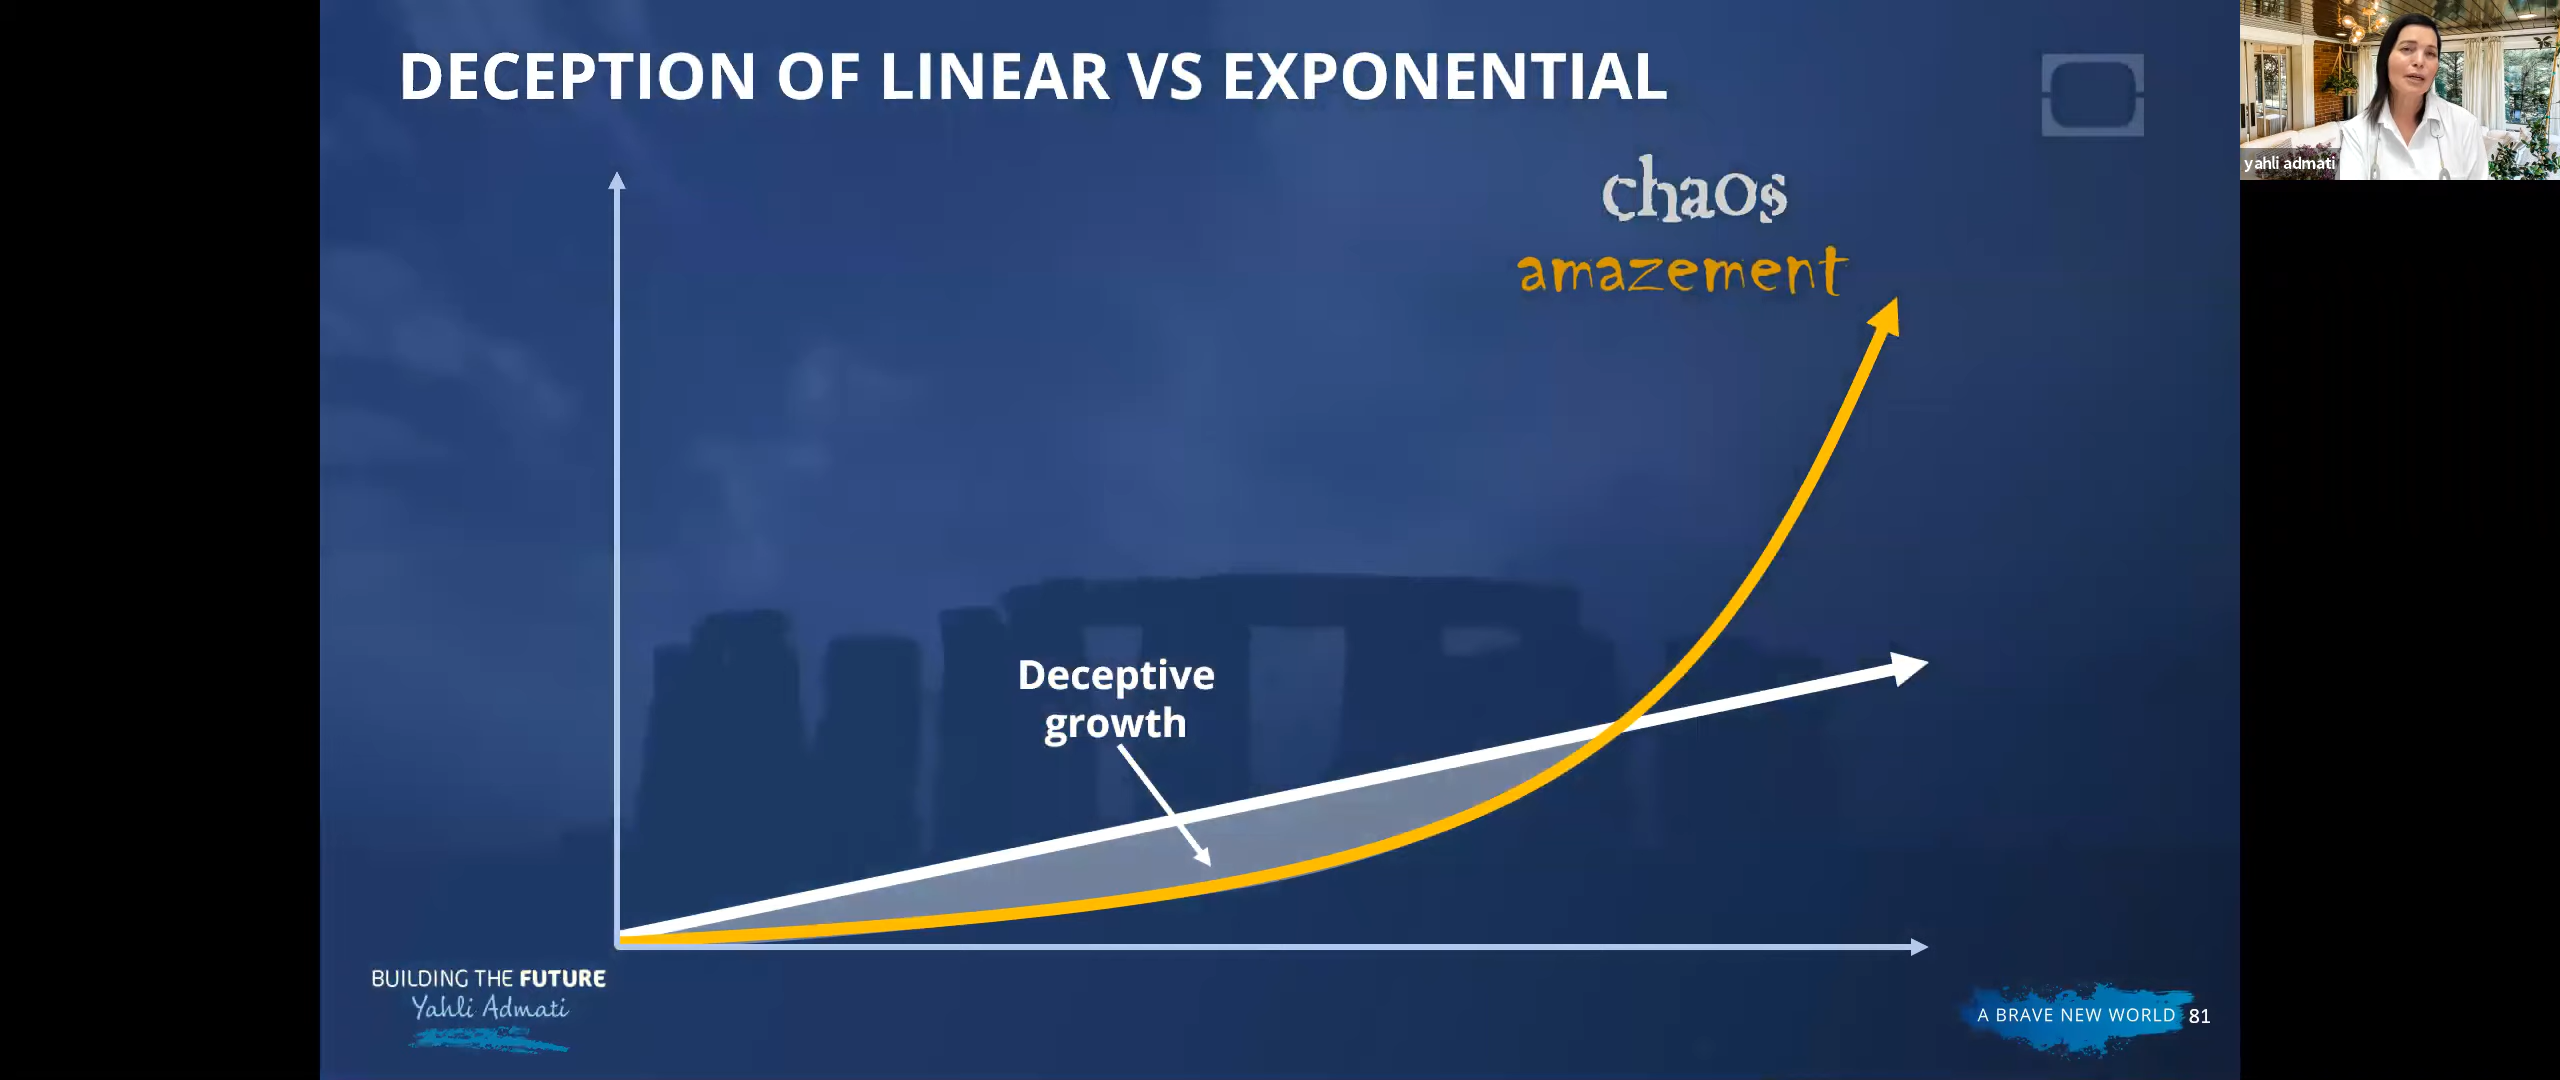 DECEPTION OF LINEAR VS EXPONENTIAL
yahli admati
chaos
amazement
Deceptive
growth
BUILDING THE FUTURE
Yahli Admati
A BRAVE NEW WORLD 81